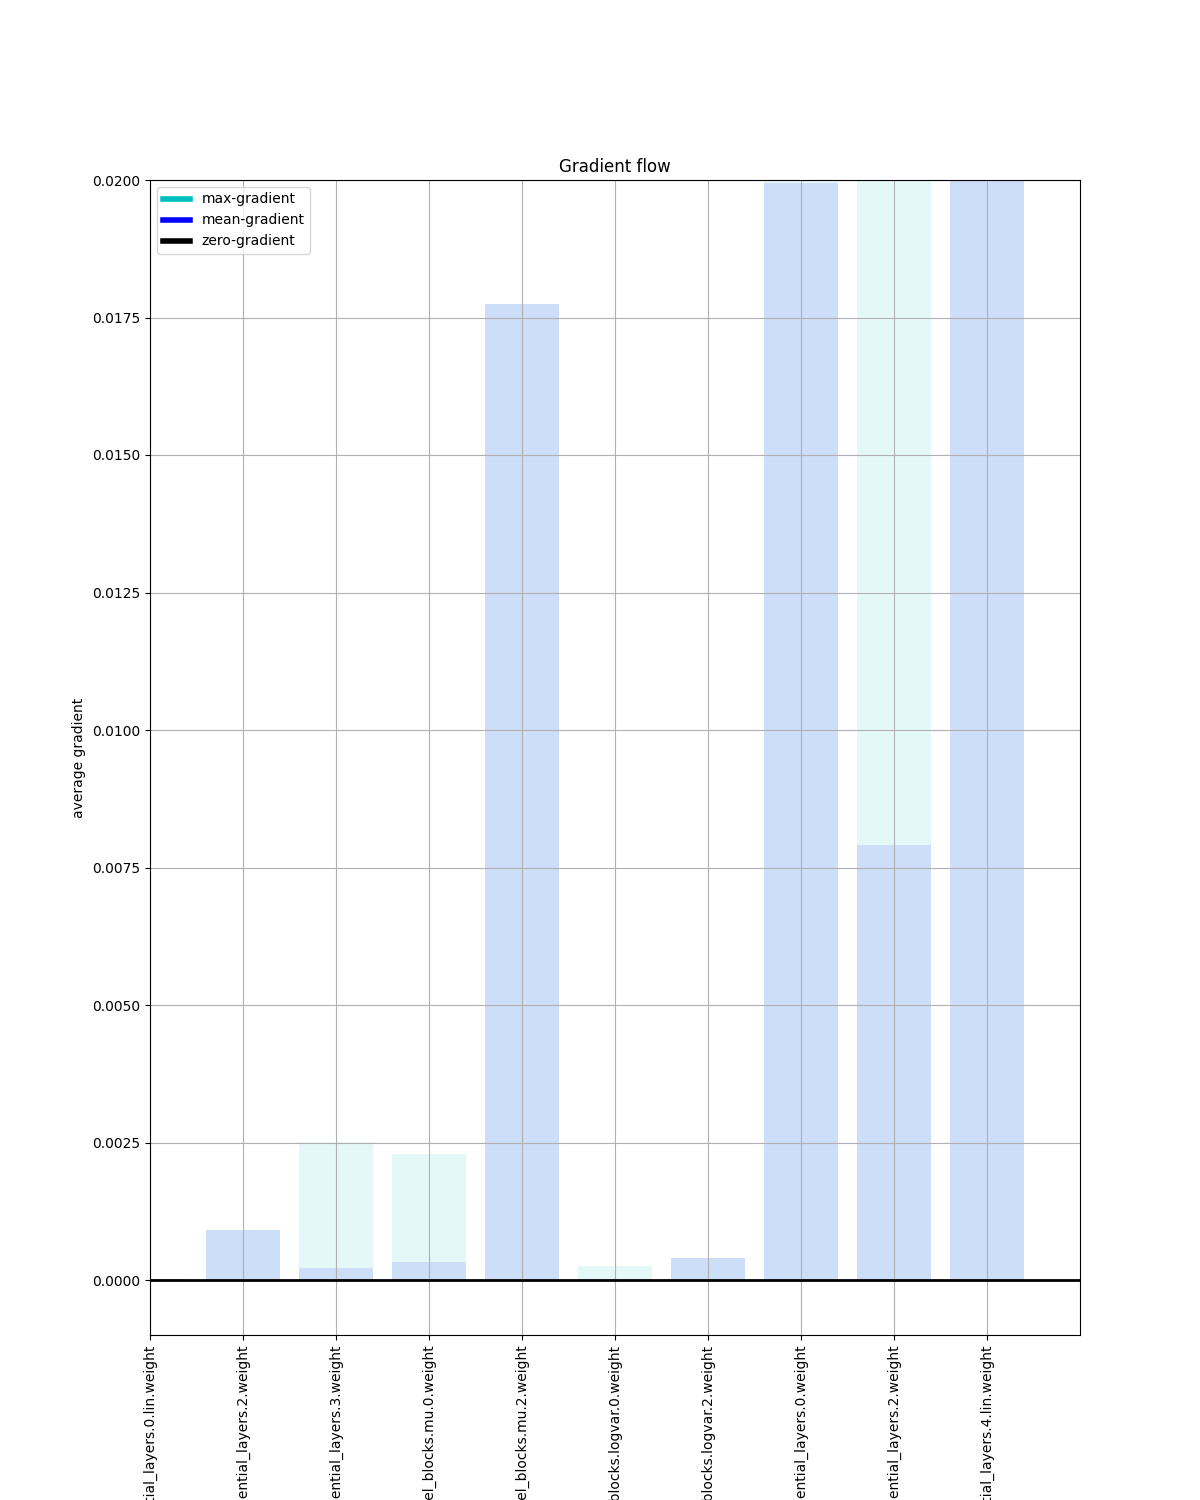 Gradient flow
max-gradient
mean-gradient
zero-gradient
0.0200
0.0175
0.0150
0.0125
0.0100
0.0075
0.0050
0.0025
0.0000
average gradient
tial_layers.0.lin.weight
ential_layers.2.weight
ential_layers.3.weight
el_blocks.mu.0.weight
el_blocks.mu.2.weight
blocks.logvar.0.weight
blocks.logvar.2.weight
ential_layers.0.weight
ential_layers.2.weight
tial_layers.4.lin.weight